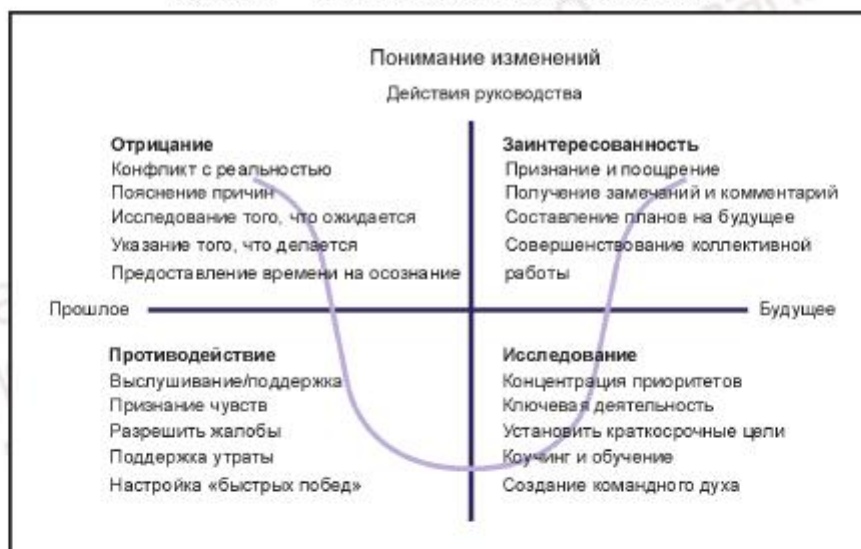 Понимание изменений
Действия руководства
Отрицание
Конфликт с реальностью
Пояснение причин
Исследование того, что ожидается
Указание того, что делается
Предоставление времени на осознание
Заинтересованность
Признание и поощрение
Получение замечаний и комментарий
Составление планов на будущее
Совершенствование коллективной
работы
Прошлое
Будущее
Противодействие
Выслушивание/поддержка
Признание чувств
Разрешить жалобы
Поддержка утраты
Настройка «быстрых побед»
Исследование
Концентрация приоритетов
Ключевая деятельность
Установить краткосрочные цели
Коучинг и обучение
Создание командного духа